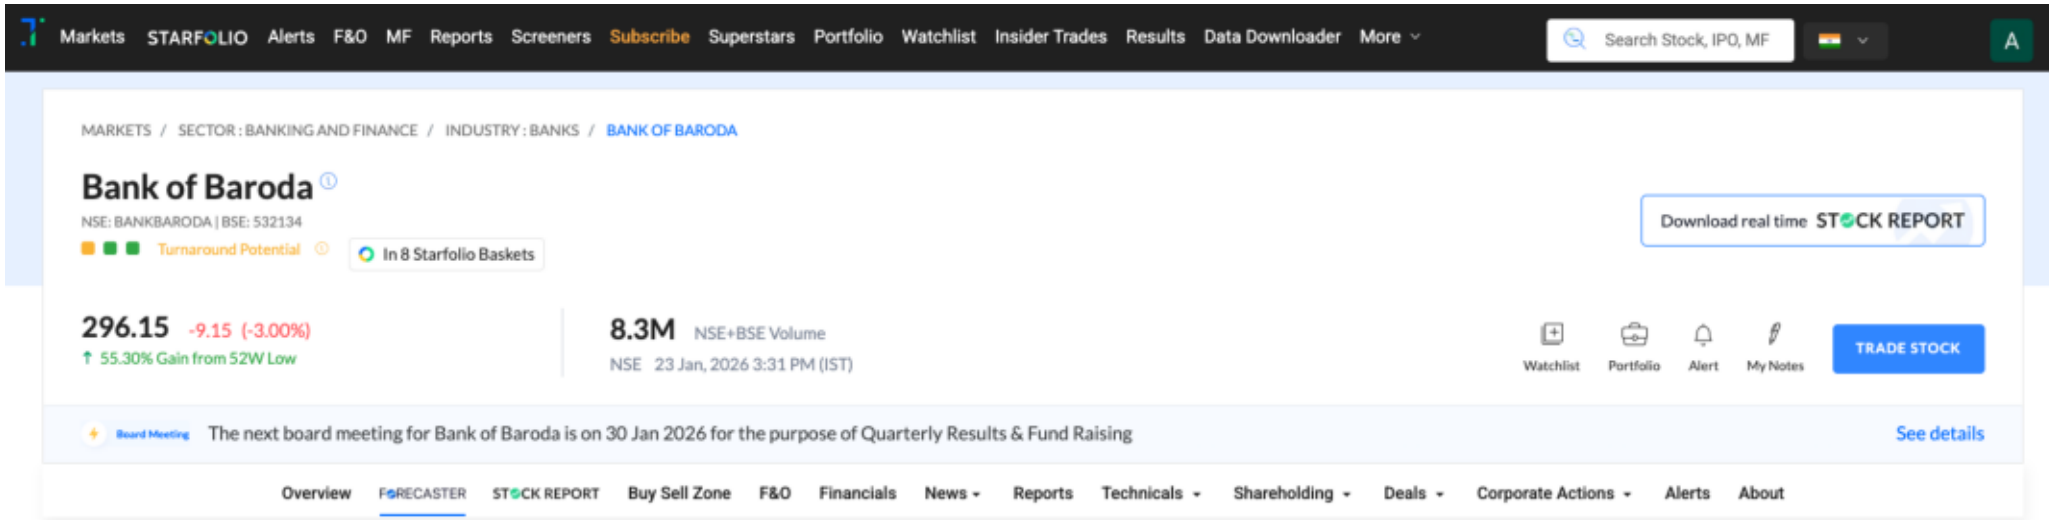 Markets STARFOLIO Alerts F&O MF Reports Screeners Subscribe Superstars Portfolio Watchlist Insider Trades Results Data Downloader More Search Stock, IPO, MF A
MARKETS / SECTOR : BANKING AND FINANCE / INDUSTRY : BANKS / BANK OF BARODA
Bank of Baroda
NSE: BANKBARODA | BSE: 532134
Download real time STOCK REPORT
Turnaround Potential In 8 Starfolio Baskets
296.15 -9.15 (-3.00%)
↑ 55.30% Gain from 52W Low
8.3M NSE+BSE Volume
NSE 23 Jan, 2026 3:31 PM (IST)
Watchlist Portfolio Alert My Notes TRADE STOCK
Board Meeting The next board meeting for Bank of Baroda is on 30 Jan 2026 for the purpose of Quarterly Results & Fund Raising See details
Overview FORECASTER STOCK REPORT Buy Sell Zone F&O Financials News Reports Technicals Shareholding Deals Corporate Actions Alerts About